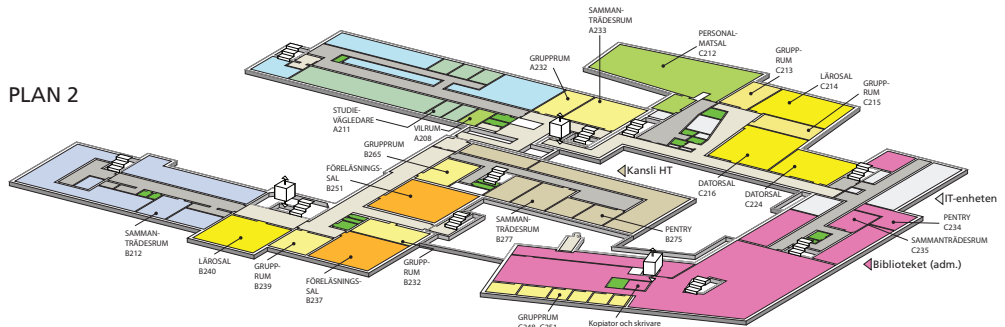 PLAN 2
SAMMAN-
TRÄDESRUM
A233
GRUPPRUM
A232
PERSONAL-
MATSAL
C212
GRUPP-
RUM
C213
LÄROSAL
C214
GRUPP-
RUM
C215
STUDIE-
VÄGLEDARE
A211
VILRUM
A208
GRUPPRUM
B265
FÖRELÄSNINGS-
SAL
B251
Kansli HT
DATORSAL
C216
DATORSAL
C224
IT-enheten
PENTRY
C234
SAMMANTRÄDESRUM
C235
Biblioteket (adm.)
SAMMAN-
TRÄDESRUM
B212
LÄROSAL
B240
GRUPP-
RUM
B239
FÖRELÄSNINGS-
SAL
B237
GRUPP-
RUM
B232
SAMMAN-
TRÄDESRUM
B277
PENTRY
B275
GRUPPRUM
C248-C261
Kopiator och skrivare